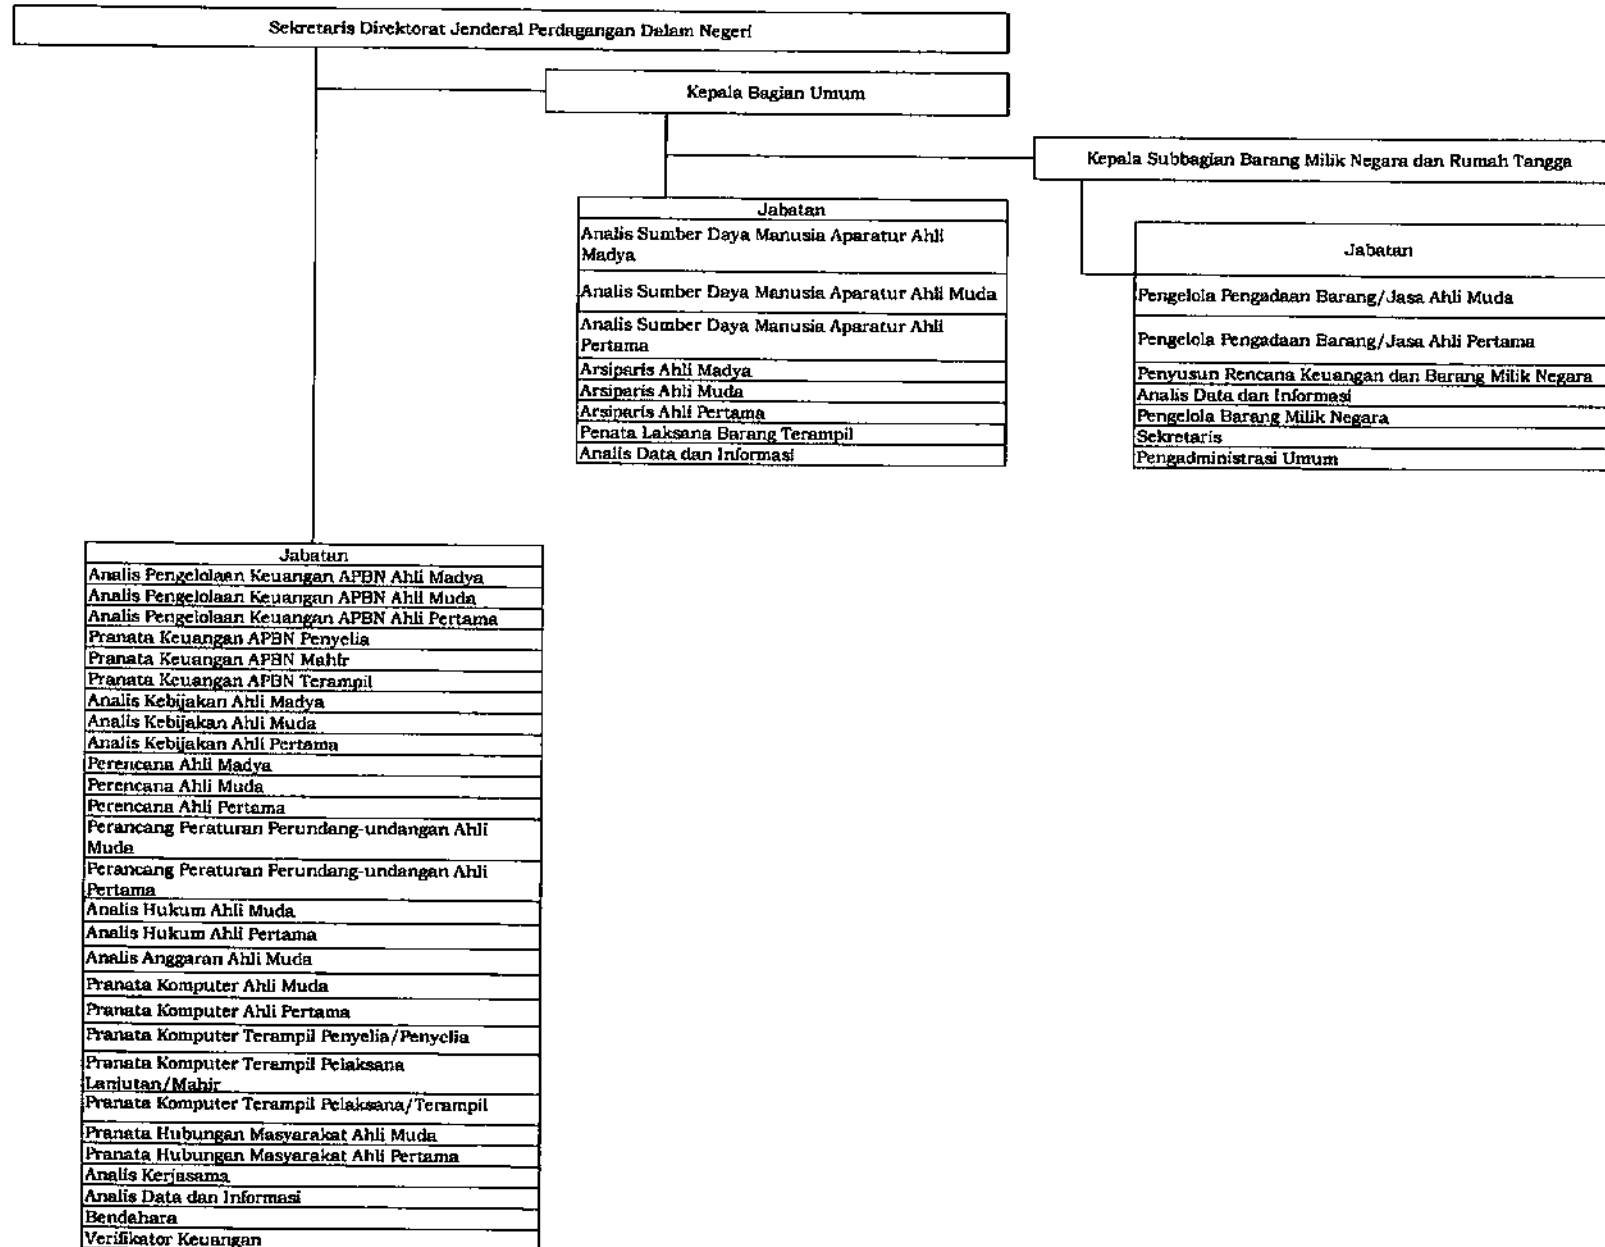 Sekretaris Direktorat Jenderal Perdagangan Dalam Negeri
Kepala Bagian Umum
Kepala Subbagian Barang Milik Negara dan Rumah Tangga
Jabatan
Analis Sumber Daya Manusia Aparatur Ahli
Madya
Analis Sumber Daya Manusia Aparatur Ahli Muda
Analis Sumber Daya Manusia Aparatur Ahli
Pertama
Arsiparis Ahli Madya
Arsiparis Ahli Muda
Arsiparis Ahli Pertama
Penata Laksana Barang Terampil
Analis Data dan Informasi
Jabatan
Pengelola Pengadaan Barang/Jasa Ahli Muda
Pengelola Pengadaan Barang/Jasa Ahli Pertama
Penyusun Rencana Keuangan dan Barang Milik Negara
Analis Data dan Informasi
Pengelola Barang Milik Negara
Sekretaris
Pengadministrasi Umum
Jabatan
Analis Pengelolaan Keuangan APBN Ahli Madya
Analis Pengelolaan Keuangan APBN Ahli Muda
Analis Pengelolaan Keuangan APBN Ahli Pertama
Pranata Keuangan APBN Penyelia
Pranata Keuangan APBN Mahir
Pranata Keuangan APBN Terampil
Analis Kebijakan Ahli Madya
Analis Kebijakan Ahli Muda
Analis Kebijakan Ahli Pertama
Perencana Ahli Madya
Perencana Ahli Muda
Perencana Ahli Pertama
Perancang Peraturan Perundang-undangan Ahli
Muda
Perancang Peraturan Perundang-undangan Ahli
Pertama
Analis Hukum Ahli Muda
Analis Hukum Ahli Pertama
Analis Anggaran Ahli Muda
Pranata Komputer Ahli Muda
Pranata Komputer Ahli Pertama
Pranata Komputer Terampil Penyelia/Penyelia
Pranata Komputer Terampil Pelaksana
Lanjutan/Mahir
Pranata Komputer Terampil Pelaksana/Terampil
Pranata Hubungan Masyarakat Ahli Muda
Pranata Hubungan Masyarakat Ahli Pertama
Analis Kerjasama
Analis Data dan Informasi
Bendahara
Verifikator Keuangan